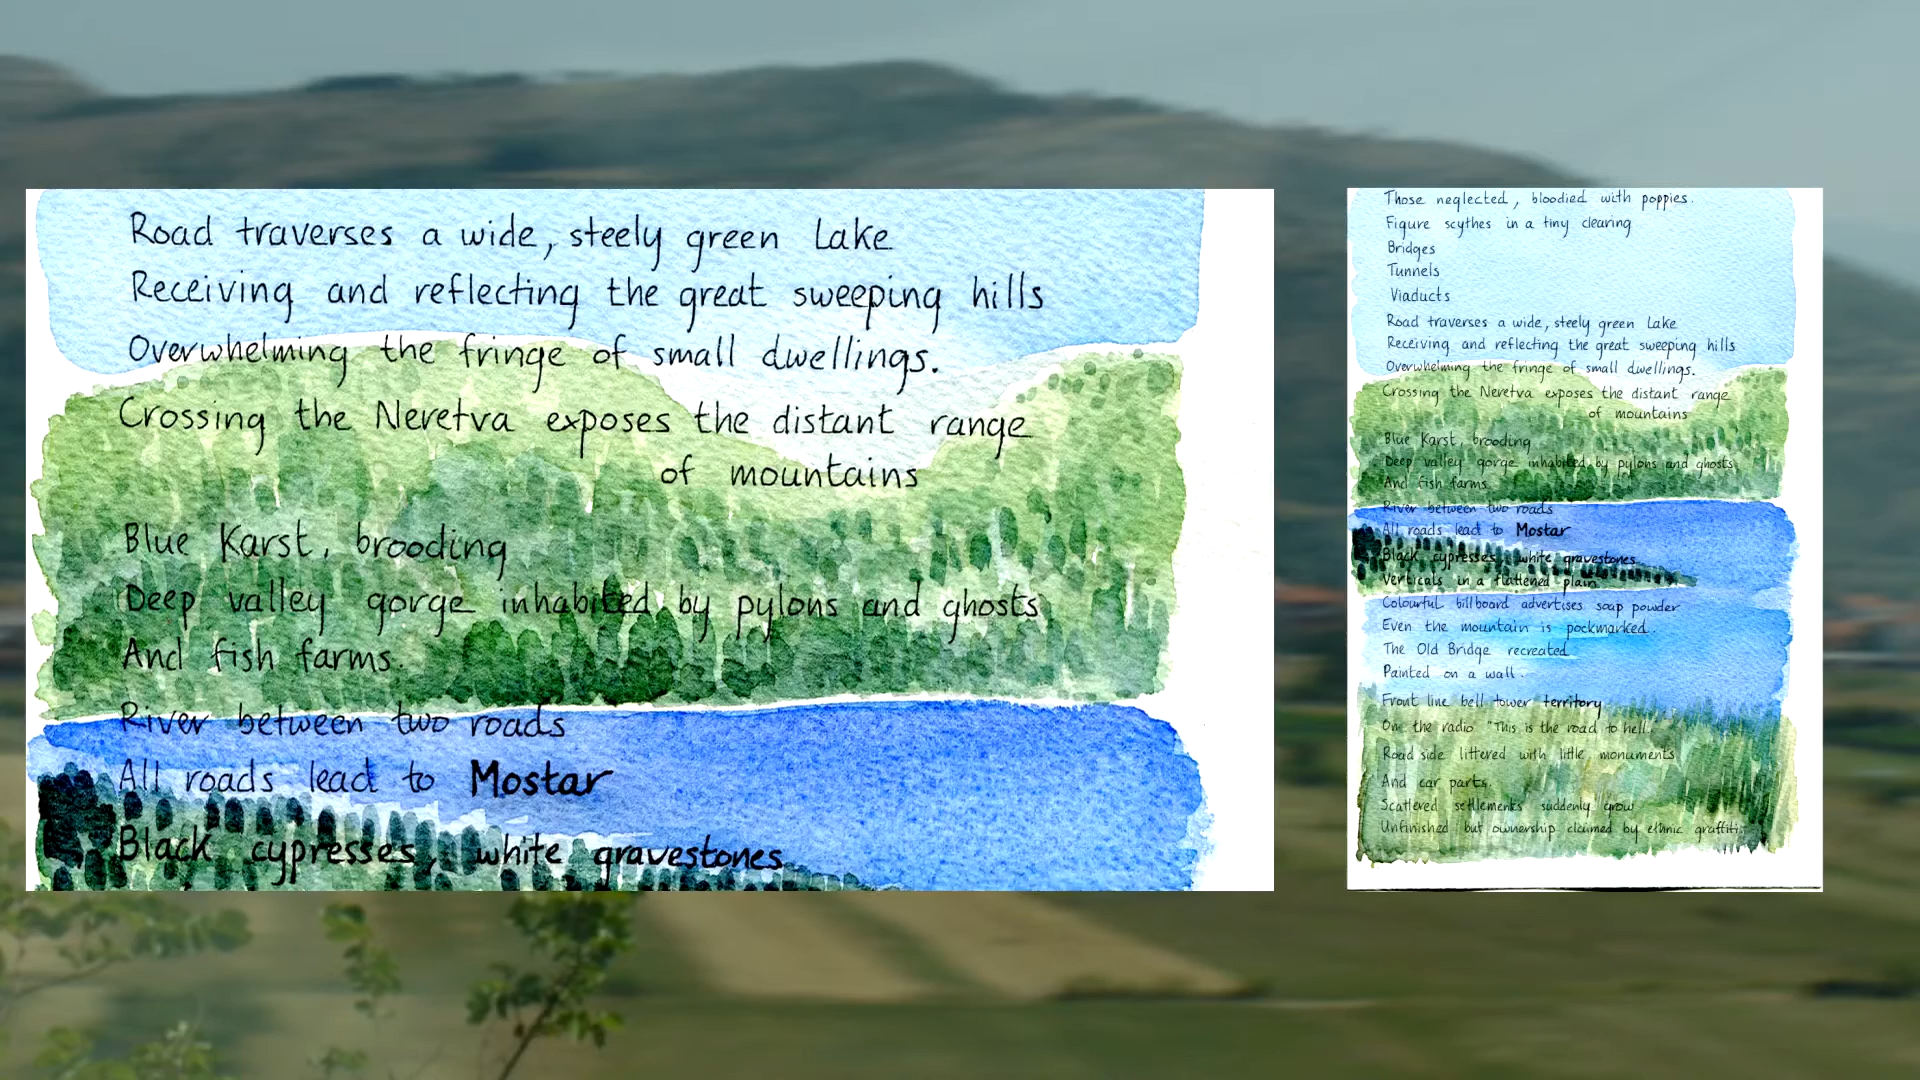 Road traverses a wide, steely green Lake
Receiving and reflecting the great sweeping hills
Overwhelming the fringe of small dwellings.
Crossing the Neretva exposes the distant range
of mountains
Blue Karst, brooding
Deep valley gorge inhabited by pylons and ghosts
And fish farms.
River between two roads
All roads lead to Mostar
Black cypresses, white gravestones
Those neglected, bloodied with poppies.
Figure scythes in a tiny clearing
Bridges
Tunnels
Viaducts
Road traverses a wide, steely green Lake
Receiving and reflecting the great sweeping hills
Overwhelming the fringe of small dwellings.
Crossing the Neretva exposes the distant range
of mountains
Blue Karst, brooding
Deep valley gorge inhabited by pylons and ghosts
And fish farms.
River between two roads
All roads lead to Mostar
Black cypresses, white gravestones
Verticals in a flattened plain
Colourful billboard advertises soap powder
Even the mountain is pockmarked.
The Old Bridge recreated
Painted on a wall.
Front line bell tower territory
On the radio "This is the road to hell.
Road side littered with little monuments
And car parts.
Scattered settlements suddenly grow
Unfinished but ownership claimed by ethnic graffiti.